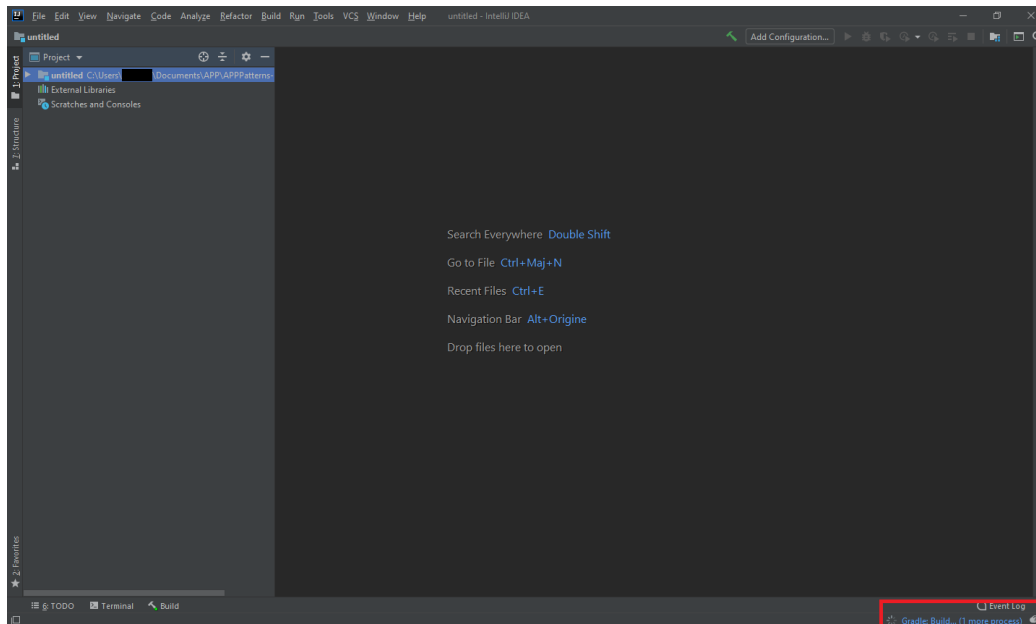 File Edit View Navigate Code Analyze Refactor Build Run Tools VCS Window Help untitled - IntelliJ IDEA
untitled Add Configuration...
1: Project
Project
untitled C:\Users\ \Documents\APP\APPPatterns-
External Libraries
Scratches and Consoles
7: Structure
Search Everywhere Double Shift
Go to File Ctrl+Maj+N
Recent Files Ctrl+E
Navigation Bar Alt+Origine
Drop files here to open
2: Favorites
6: TODO Terminal Build Event Log
Gradle: Build... (1 more process)